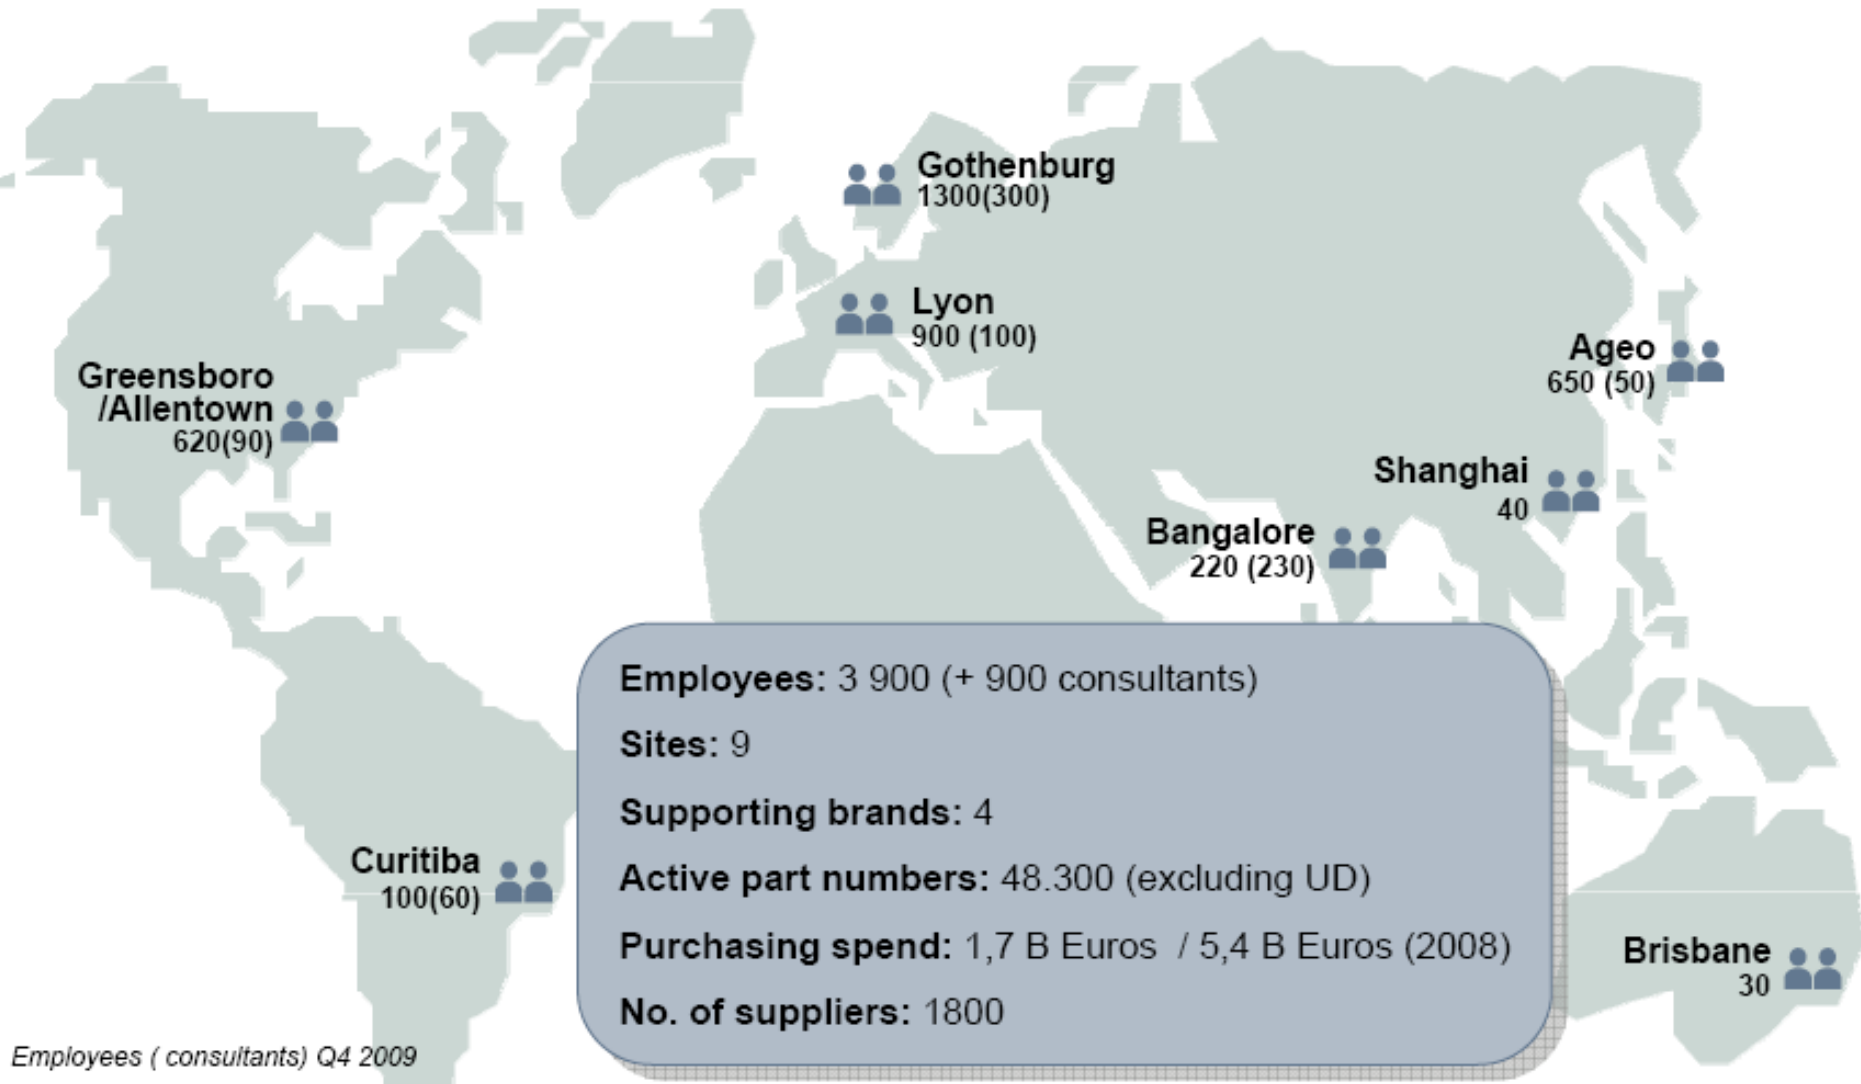 Gothenburg
1300(300)
Lyon
900 (100)
Ageo
650 (50)
Greensboro
/Allentown
620(90)
Shanghai
40
Bangalore
220 (230)
Employees: 3 900 (+ 900 consultants)
Sites: 9
Supporting brands: 4
Active part numbers: 48.300 (excluding UD)
Purchasing spend: 1,7 B Euros / 5,4 B Euros (2008)
No. of suppliers: 1800
Curitiba
100(60)
Brisbane
30
Employees ( consultants) Q4 2009